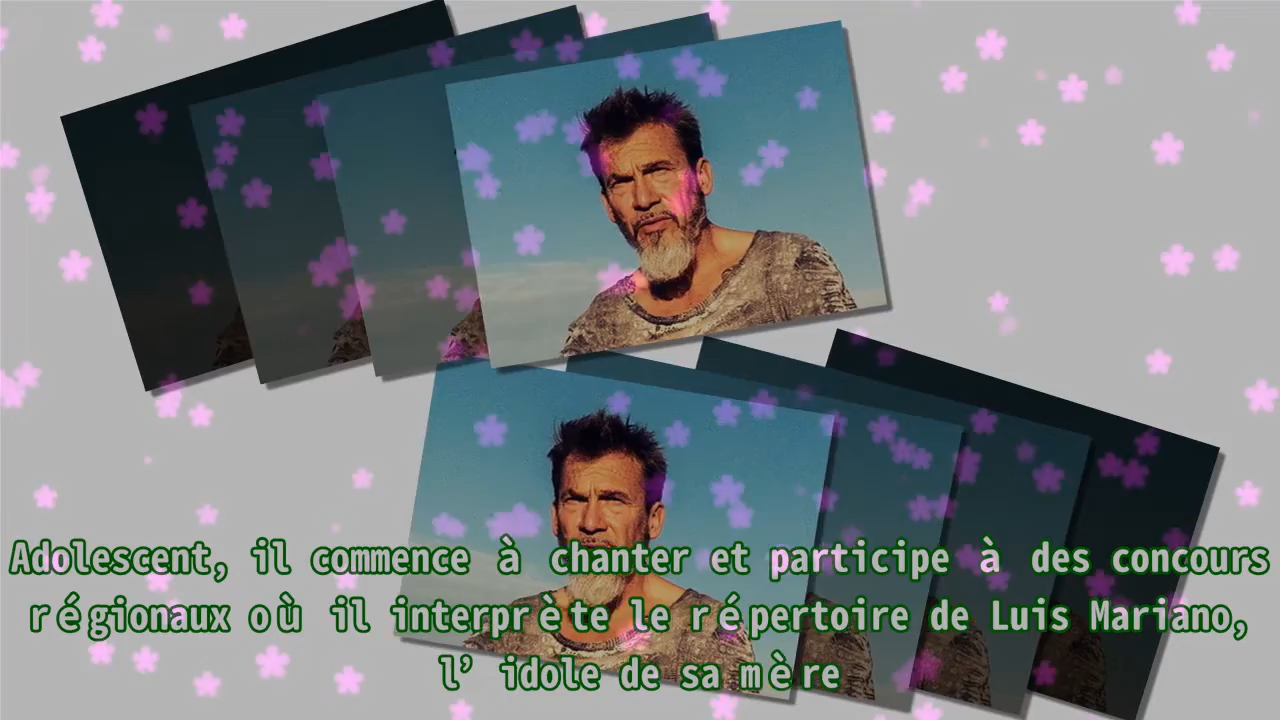 Adolescent, il commence à chanter et participe à des concours
régionaux où il interprète le répertoire de Luis Mariano,
l’ idole de sa mère